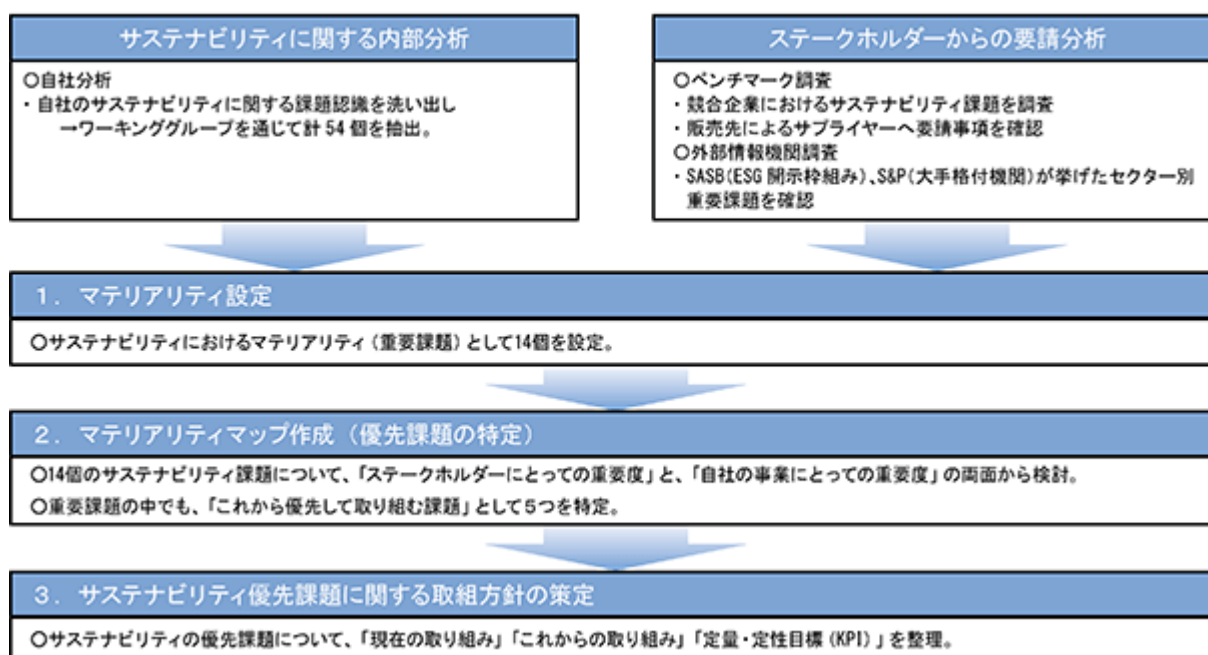 サステナビリティに関する内部分析
〇自社分析
・自社のサステナビリティに関する課題認識を洗い出し
→ワーキンググループを通じて計 54 個を抽出。
ステークホルダーからの要請分析
〇ベンチマーク調査
・競合企業におけるサステナビリティ課題を調査
・販売先によるサプライヤーへ要請事項を確認
〇外部情報機関調査
・SASB(ESG 開示枠組み)、S&P(大手格付機関)が挙げたセクター別
重要課題を確認
１．マテリアリティ設定
〇サステナビリティにおけるマテリアリティ（重要課題）として14個を設定。
２．マテリアリティマップ作成（優先課題の特定）
〇14個のサステナビリティ課題について、「ステークホルダーにとっての重要度」と、「自社の事業にとっての重要度」の両面から検討。
〇重要課題の中でも、「これから優先して取り組む課題」として５つを特定。
３．サステナビリティ優先課題に関する取組方針の策定
〇サステナビリティの優先課題について、「現在の取り組み」「これからの取り組み」「定量・定性目標（KPI）」を整理。